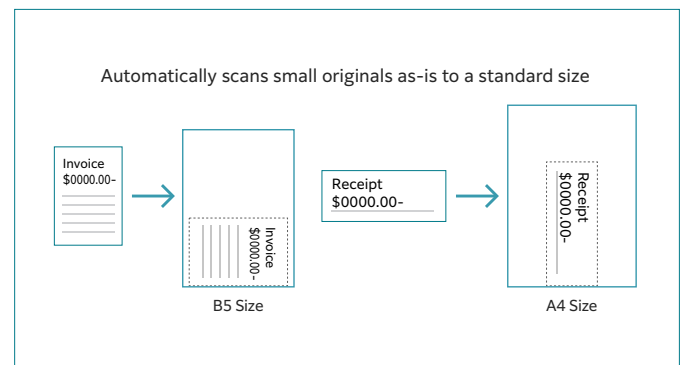 Automatically scans small originals as-is to a standard size
Invoice
$0000.00-
Invoice
$0000.00-
B5 Size
Receipt
$0000.00-
Receipt
$0000.00-
A4 Size